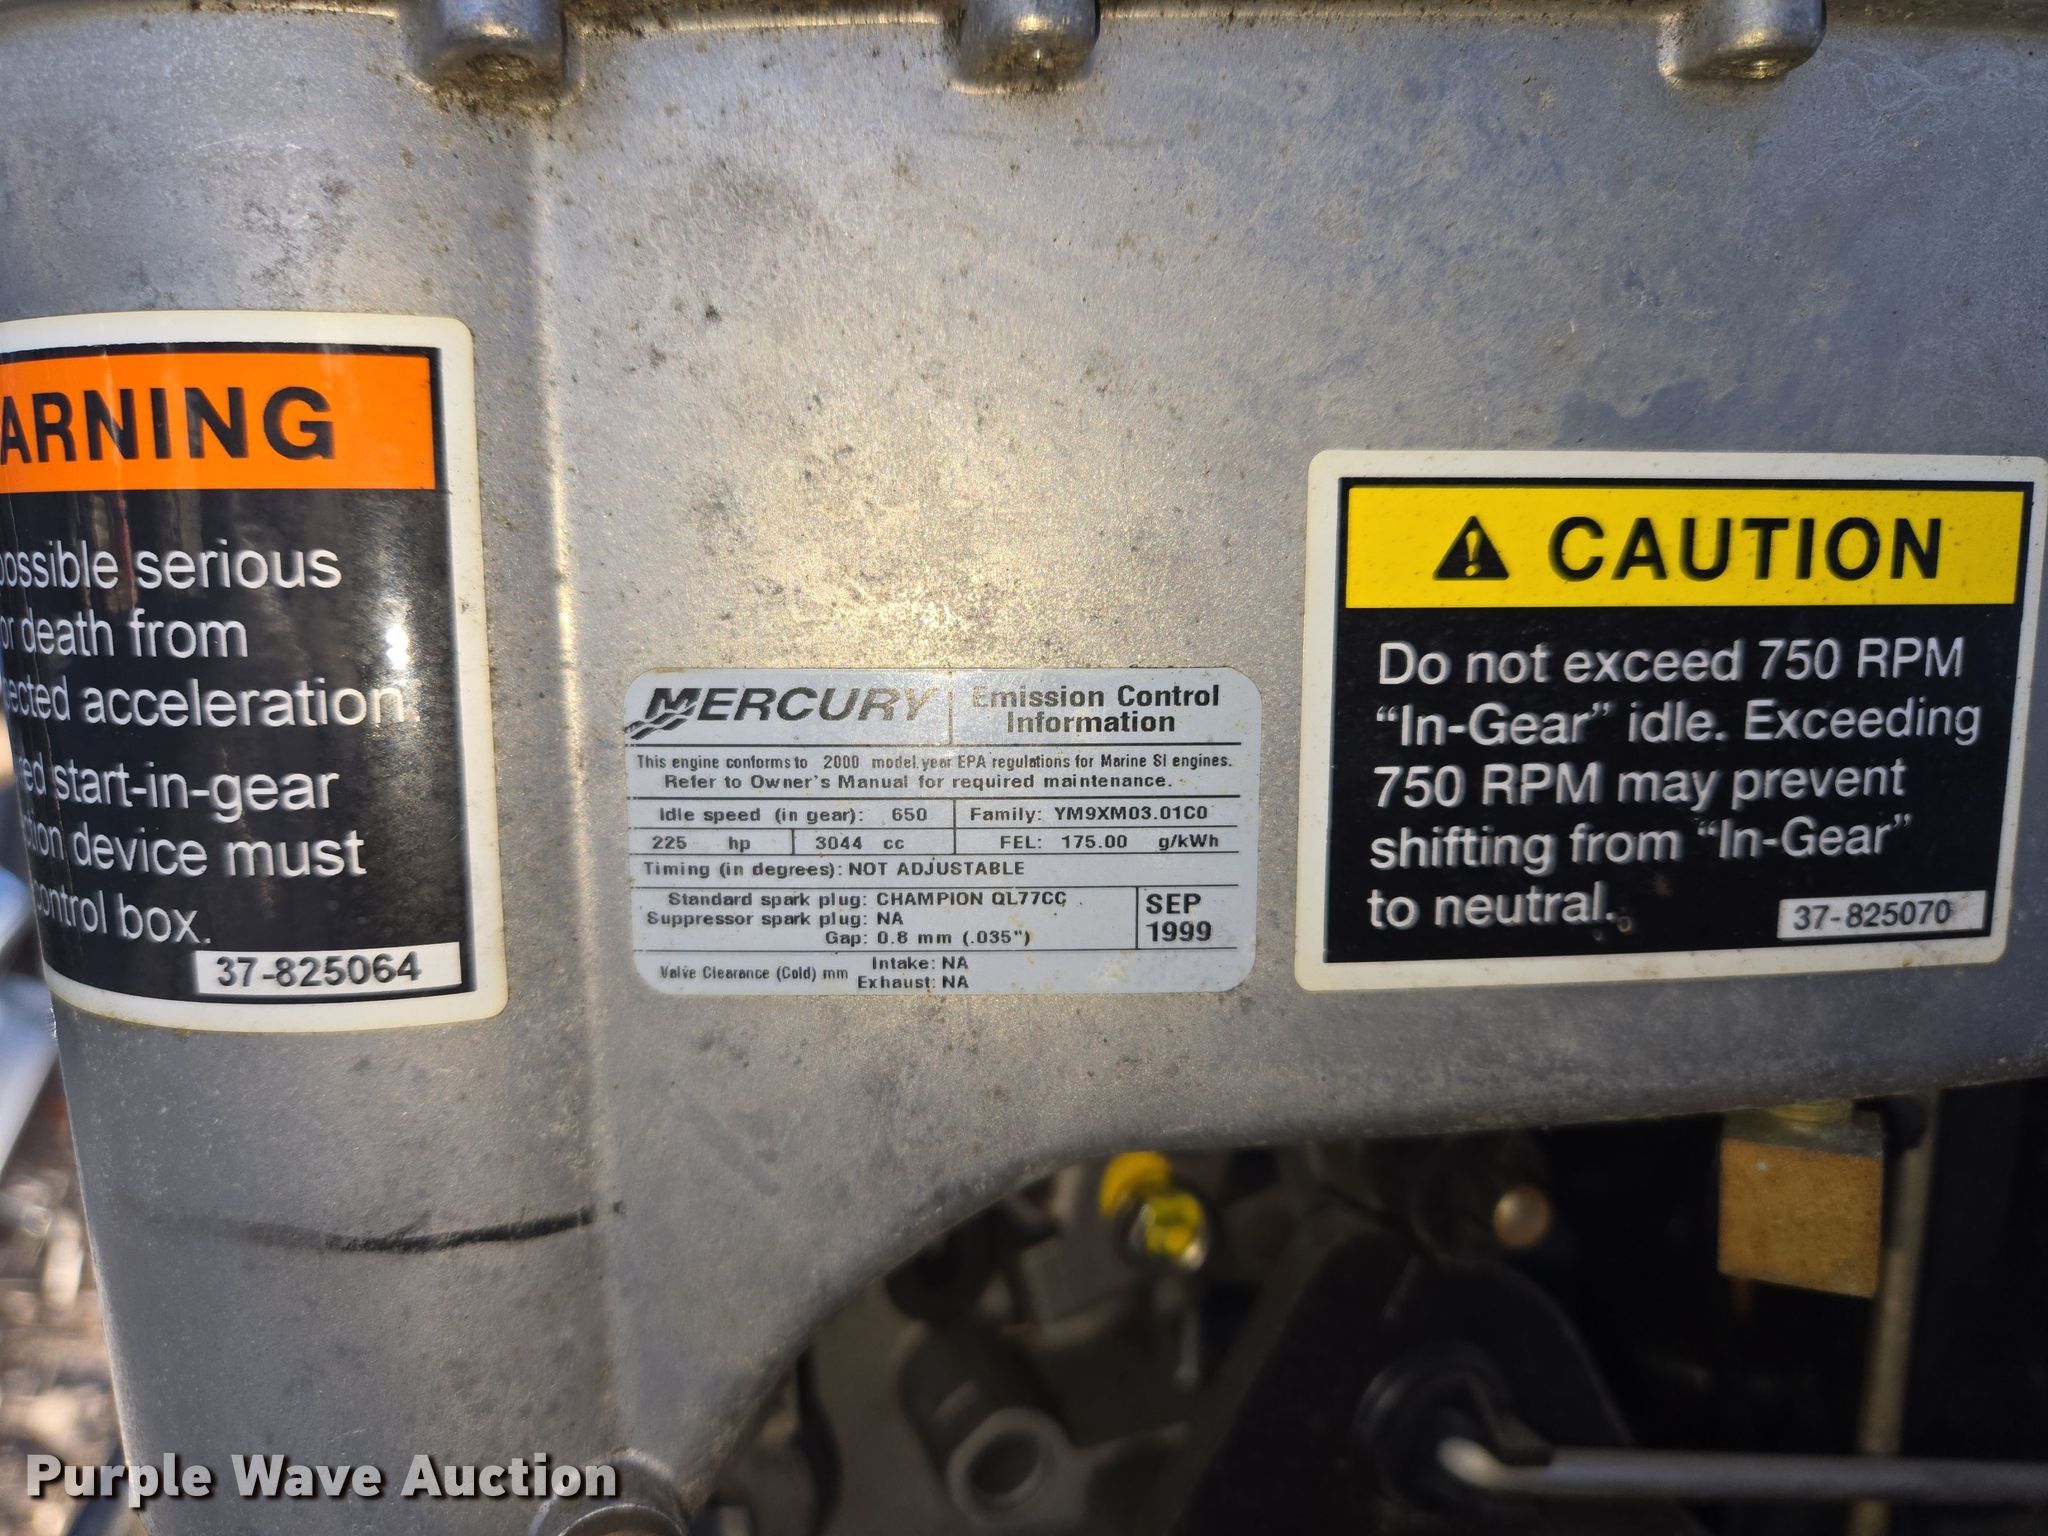 ARNING
possible serious
or death from
ected acceleration.
ed start-in-gear
tion device must
control box.
37-825064
MERCURY
Emission Control
Information
This engine conforms to 2000 model year EPA regulations for Marine SI engines.
Refer to Owner's Manual for required maintenance.
Idle speed (in gear): 650
Family: YM9XM03.01C0
225 hp
3044 cc
FEL: 175.00 g/kWh
Timing (in degrees): NOT ADJUSTABLE
Standard spark plug: CHAMPION QL77CC
Suppressor spark plug: NA
Gap: 0.8 mm (.035")
SEP
1999
Valve Clearance (Cold) mm
Intake: NA
Exhaust: NA
CAUTION
Do not exceed 750 RPM
“In-Gear” idle. Exceeding
750 RPM may prevent
shifting from “In-Gear”
to neutral.
37-825070
Purple Wave Auction